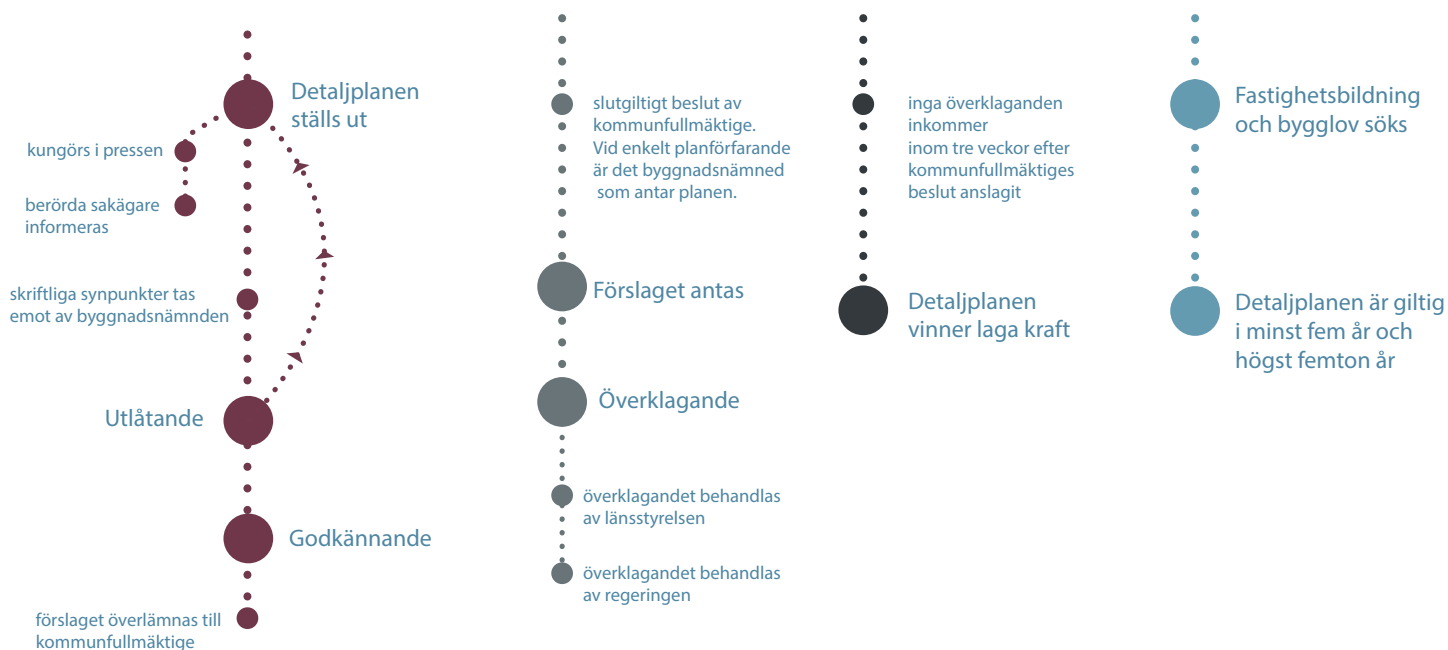 Detaljplanen
ställs ut
kungörs i pressen
berörda sakägare
informeras
skriftliga synpunkter tas
emot av byggnadsnämnden
Utlåtande
Godkännande
förslaget överlämnas till
kommunfullmäktige
slutgiltigt beslut av
kommunfullmäktige.
Vid enkelt planförfarande
är det byggnadsnämned
som antar planen.
Förslaget antas
Överklagande
överklagandet behandlas
av länsstyrelsen
överklagandet behandlas
av regeringen
inga överklaganden
inkommer
inom tre veckor efter
kommunfullmäktiges
beslut anslagit
Detaljplanen
vinner laga kraft
Fastighetsbildning
och bygglov söks
Detaljplanen är giltig
i minst fem år och
högst femton år